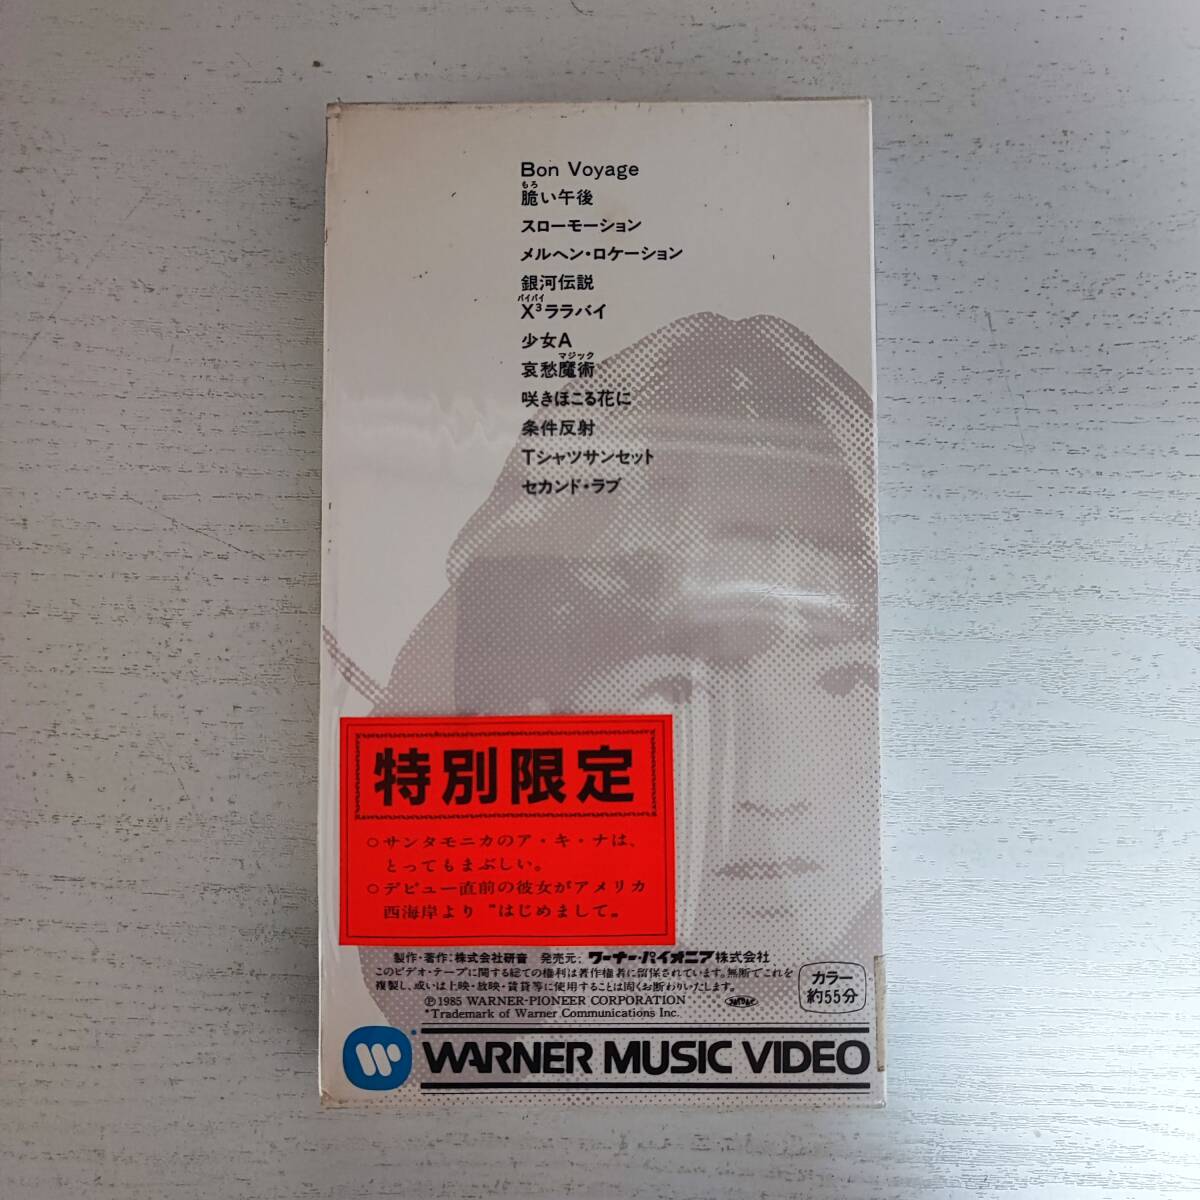 Bon Voyage
もろ
脆い午後
スローモーション
メルヘン・ロケーション
銀河伝説
バイバイ
X³ララバイ
少女A
マジック
哀愁魔術
咲きほこる花に
条件反射
Tシャツサンセット
セカンド・ラブ
特別限定
○サンタモニカのア・キ・ナは、
とってもまぶしい。
○デビュー直前の彼女がアメリカ
西海岸より〝はじめまして〟
製作・著作：株式会社研音 発売元：ワーナー・パイオニア株式会社
このビデオ・テープに関する総ての権利は著作権者に留保されています。無断でこれを
複製し、或いは上映・放映・賃貸等に使用することは固くお断わりいたします。
Ⓟ1985 WARNER-PIONEER CORPORATION
*Trademark of Warner Communications Inc.
カラー
約55分
WARNER MUSIC VIDEO